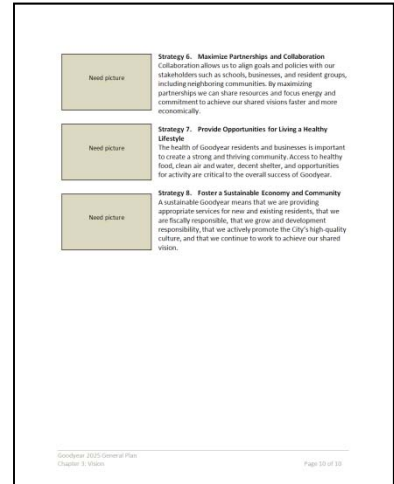 Need picture
Strategy 6. Maximize Partnerships and Collaboration
Collaboration allows us to align goals and policies with our
stakeholders such as schools, businesses, and resident groups,
including neighboring communities. By maximizing
partnerships we can share resources and focus energy and
commitment to achieve our shared visions faster and more
economically.
Need picture
Strategy 7. Provide Opportunities for Living a Healthy
Lifestyle
The health of Goodyear residents and businesses is important
to create a strong and thriving community. Access to healthy
food, clean air and water, decent shelter, and opportunities
for activity are critical to the overall success of Goodyear.
Need picture
Strategy 8. Foster a Sustainable Economy and Community
A sustainable Goodyear means that we are providing
appropriate services for new and existing residents, that we
are fiscally responsible, that we grow and development
responsibility, that we actively promote the City's high-quality
culture, and that we continue to work to achieve our shared
vision.
Goodyear 2025 General Plan
Chapter 3: Vision
Page 10 of 10